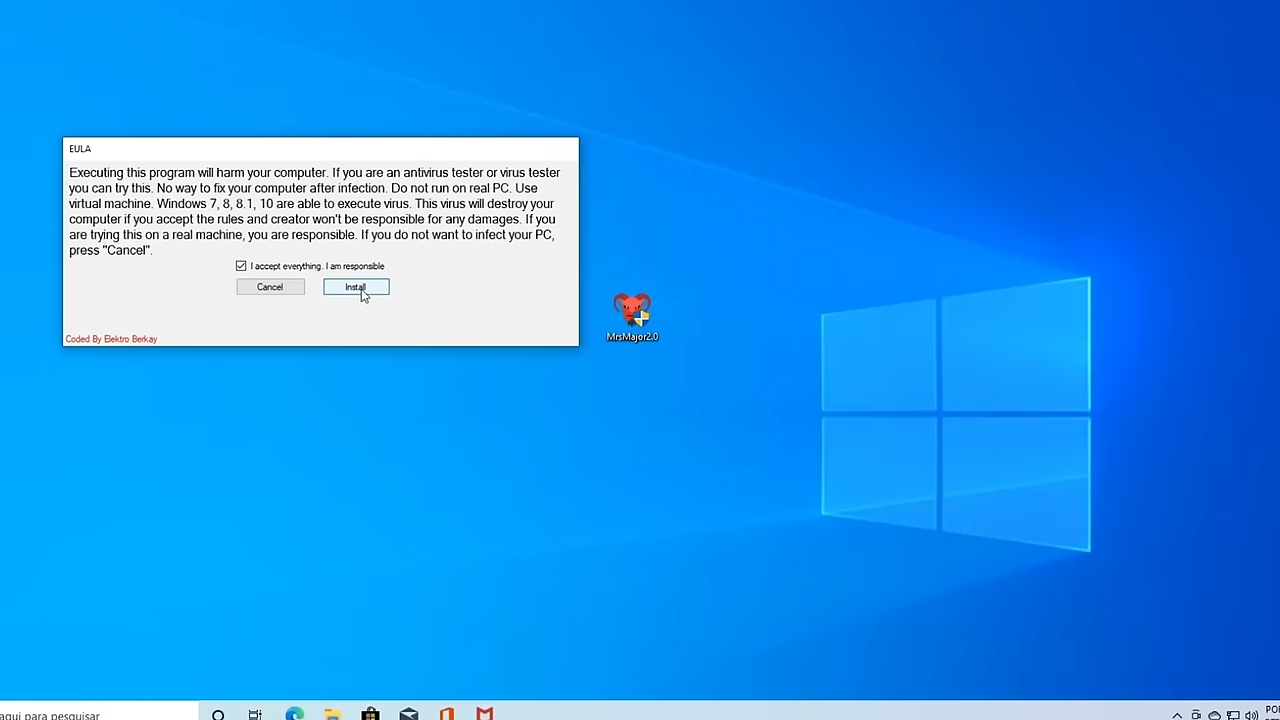 EULA
Executing this program will harm your computer. If you are an antivirus tester or virus tester
you can try this. No way to fix your computer after infection. Do not run on real PC. Use
virtual machine. Windows 7, 8, 8.1, 10 are able to execute virus. This virus will destroy your
computer if you accept the rules and creator won't be responsible for any damages. If you
are trying this on a real machine, you are responsible. If you do not want to infect your PC,
press "Cancel".
I accept everything. I am responsible
Cancel
Install
Coded By Elektro Berkay
MrsMajor2.0
aqui para pesquisar